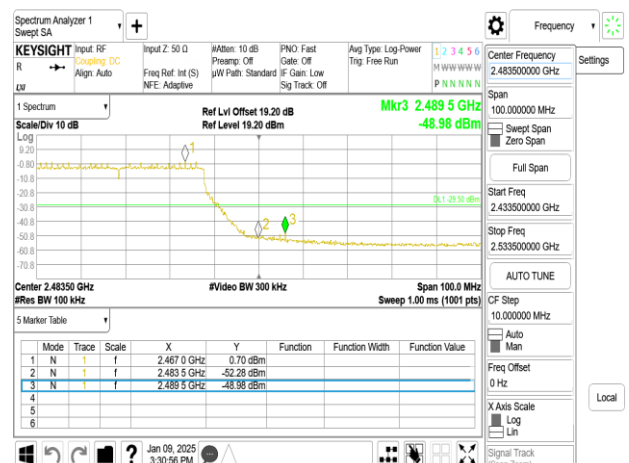 Spectrum Analyzer 1
Swept SA
Frequency
KEYSIGHT Input: RF
Coupling: DC
Align: Auto
R
LXI
Input Z: 50 Ω
Freq Ref: Int (S)
NFE: Adaptive
#Atten: 10 dB
Preamp: Off
µW Path: Standard
PNO: Fast
Gate: Off
IF Gain: Low
Sig Track: Off
Avg Type: Log-Power
Trig: Free Run
1 2 3 4 5 6
M W W W W W
P N N N N N
1 Spectrum
Scale/Div 10 dB
Ref Lvl Offset 19.20 dB
Ref Level 19.20 dBm
Mkr3 2.489 5 GHz
-48.98 dBm
Log
9.20
-0.80
-10.8
-20.8
-30.8
-40.8
-50.8
-60.8
-70.8
1
2
3
DL1 -29.50 dBm
Center 2.48350 GHz
#Res BW 100 kHz
#Video BW 300 kHz
Span 100.0 MHz
Sweep 1.00 ms (1001 pts)
5 Marker Table
Mode Trace Scale X Y Function Function Width Function Value
1 N 1 f 2.467 0 GHz 0.70 dBm
2 N 1 f 2.483 5 GHz -52.28 dBm
3 N 1 f 2.489 5 GHz -48.98 dBm
4
5
6
Jan 09, 2025
3:30:56 PM
Center Frequency
2.483500000 GHz
Settings
Span
100.000000 MHz
Swept Span
Zero Span
Full Span
Start Freq
2.433500000 GHz
Stop Freq
2.533500000 GHz
AUTO TUNE
CF Step
10.000000 MHz
Auto
Man
Freq Offset
0 Hz
X Axis Scale
Log
Lin
Local
Signal Track